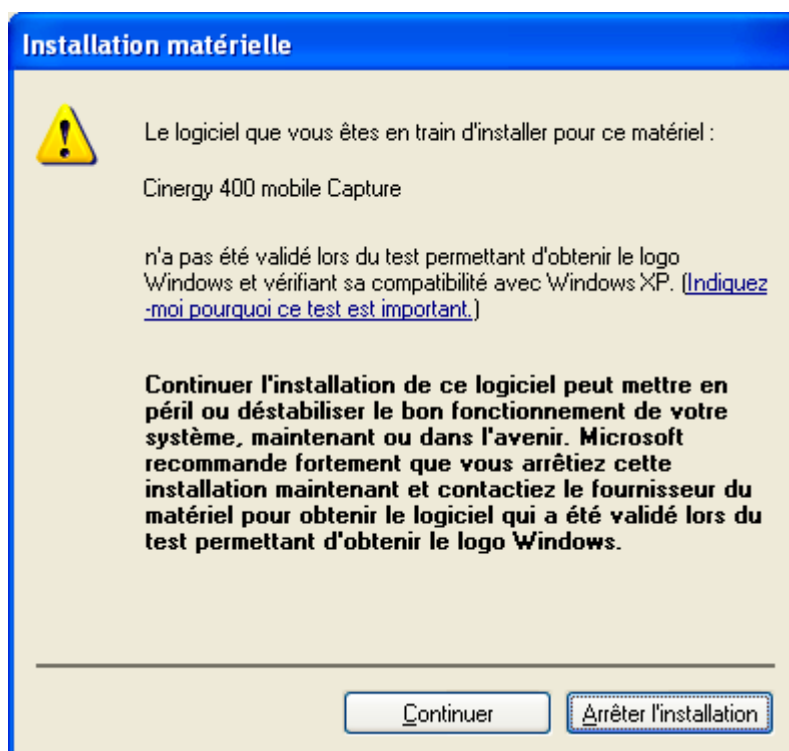 Installation matérielle
Le logiciel que vous êtes en train d'installer pour ce matériel :
Cinergy 400 mobile Capture
n'a pas été validé lors du test permettant d'obtenir le logo
Windows et vérifiant sa compatibilité avec Windows XP. (Indiquez
-moi pourquoi ce test est important.)
Continuer l'installation de ce logiciel peut mettre en
péril ou déstabiliser le bon fonctionnement de votre
système, maintenant ou dans l'avenir. Microsoft
recommande fortement que vous arrêtiez cette
installation maintenant et contactiez le fournisseur du
matériel pour obtenir le logiciel qui a été validé lors du
test permettant d'obtenir le logo Windows.
Continuer
Arrêter l'installation